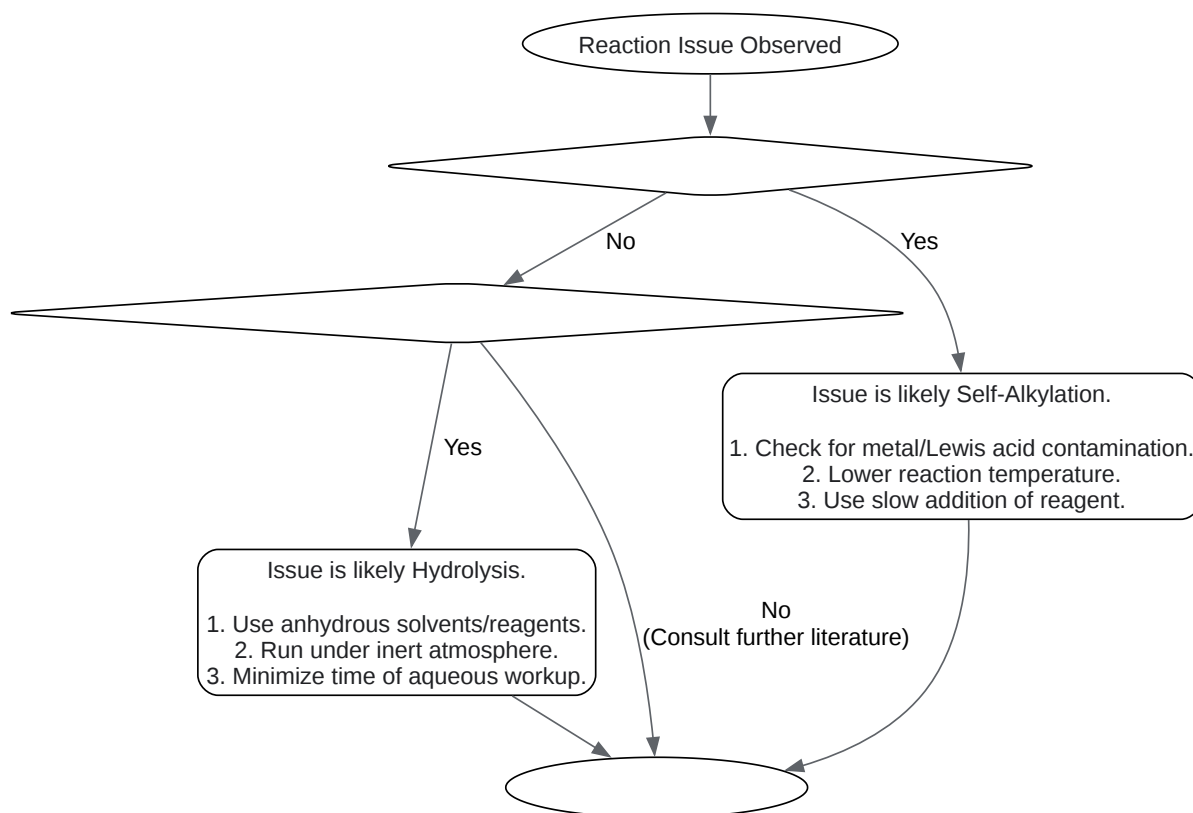 Reaction Issue Observed
No
Yes
Issue is likely Self-Alkylation.
1. Check for metal/Lewis acid contamination.
2. Lower reaction temperature.
3. Use slow addition of reagent.
Yes
Issue is likely Hydrolysis.
1. Use anhydrous solvents/reagents.
2. Run under inert atmosphere.
3. Minimize time of aqueous workup.
No
(Consult further literature)